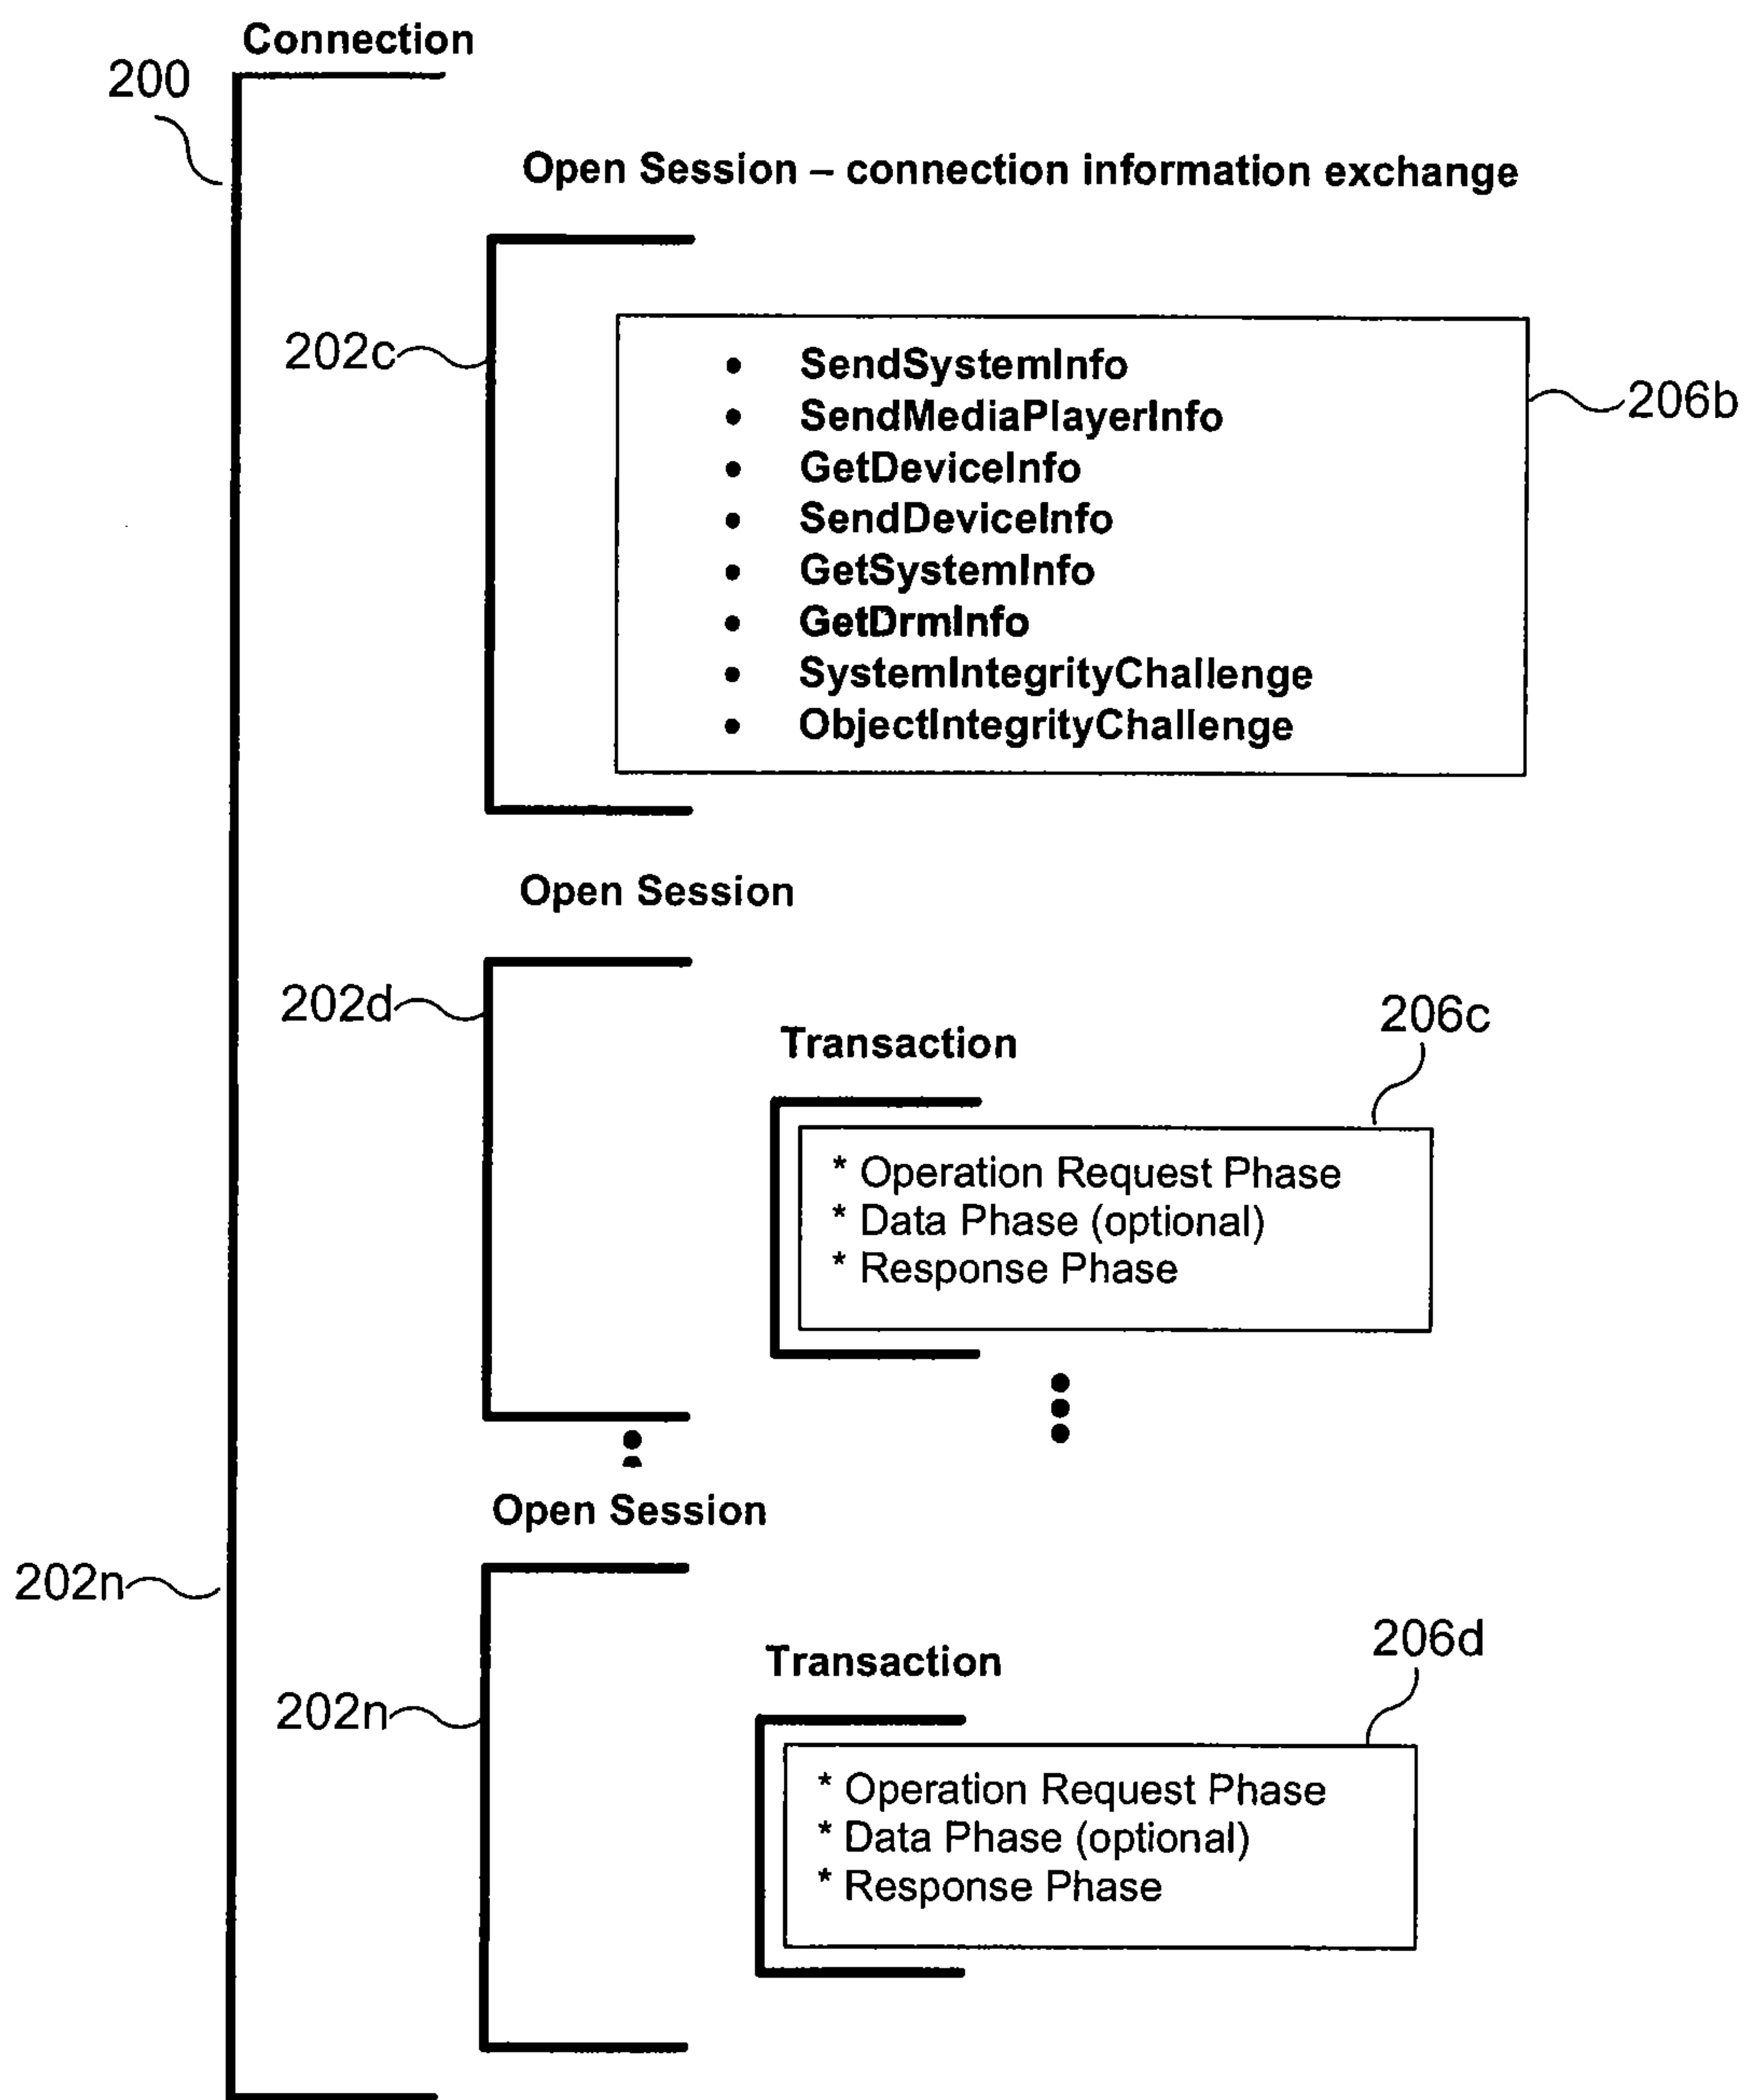 Connection
200
Open Session – connection information exchange
202c
• SendSystemInfo
• SendMediaPlayerInfo
• GetDeviceInfo
• SendDeviceInfo
• GetSystemInfo
• GetDrmInfo
• SystemIntegrityChallenge
• ObjectIntegrityChallenge
206b
Open Session
202d
Transaction
206c
* Operation Request Phase
* Data Phase (optional)
* Response Phase
Open Session
202n
202n
Transaction
206d
* Operation Request Phase
* Data Phase (optional)
* Response Phase